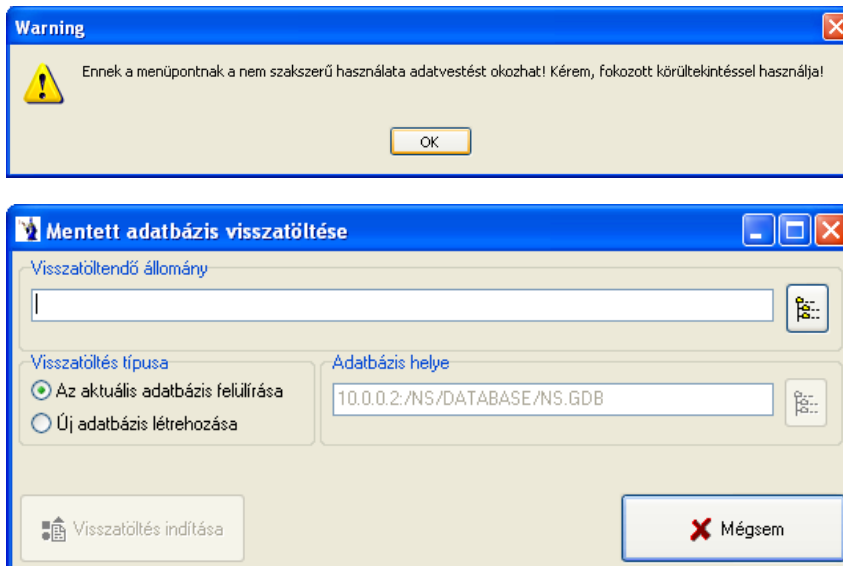 Warning
Ennek a menüpontnak a nem szakszerű használata adatvestést okozhat! Kérem, fokozott körültekintéssel használja!
OK
Mentett adatbázis visszatöltése
Visszatöltendő állomány
Visszatöltés típusa
Az aktuális adatbázis felülírása
Új adatbázis létrehozása
Adatbázis helye
10.0.0.2:/NS/DATABASE/NS.GDB
Visszatöltés indítása
Mégsem